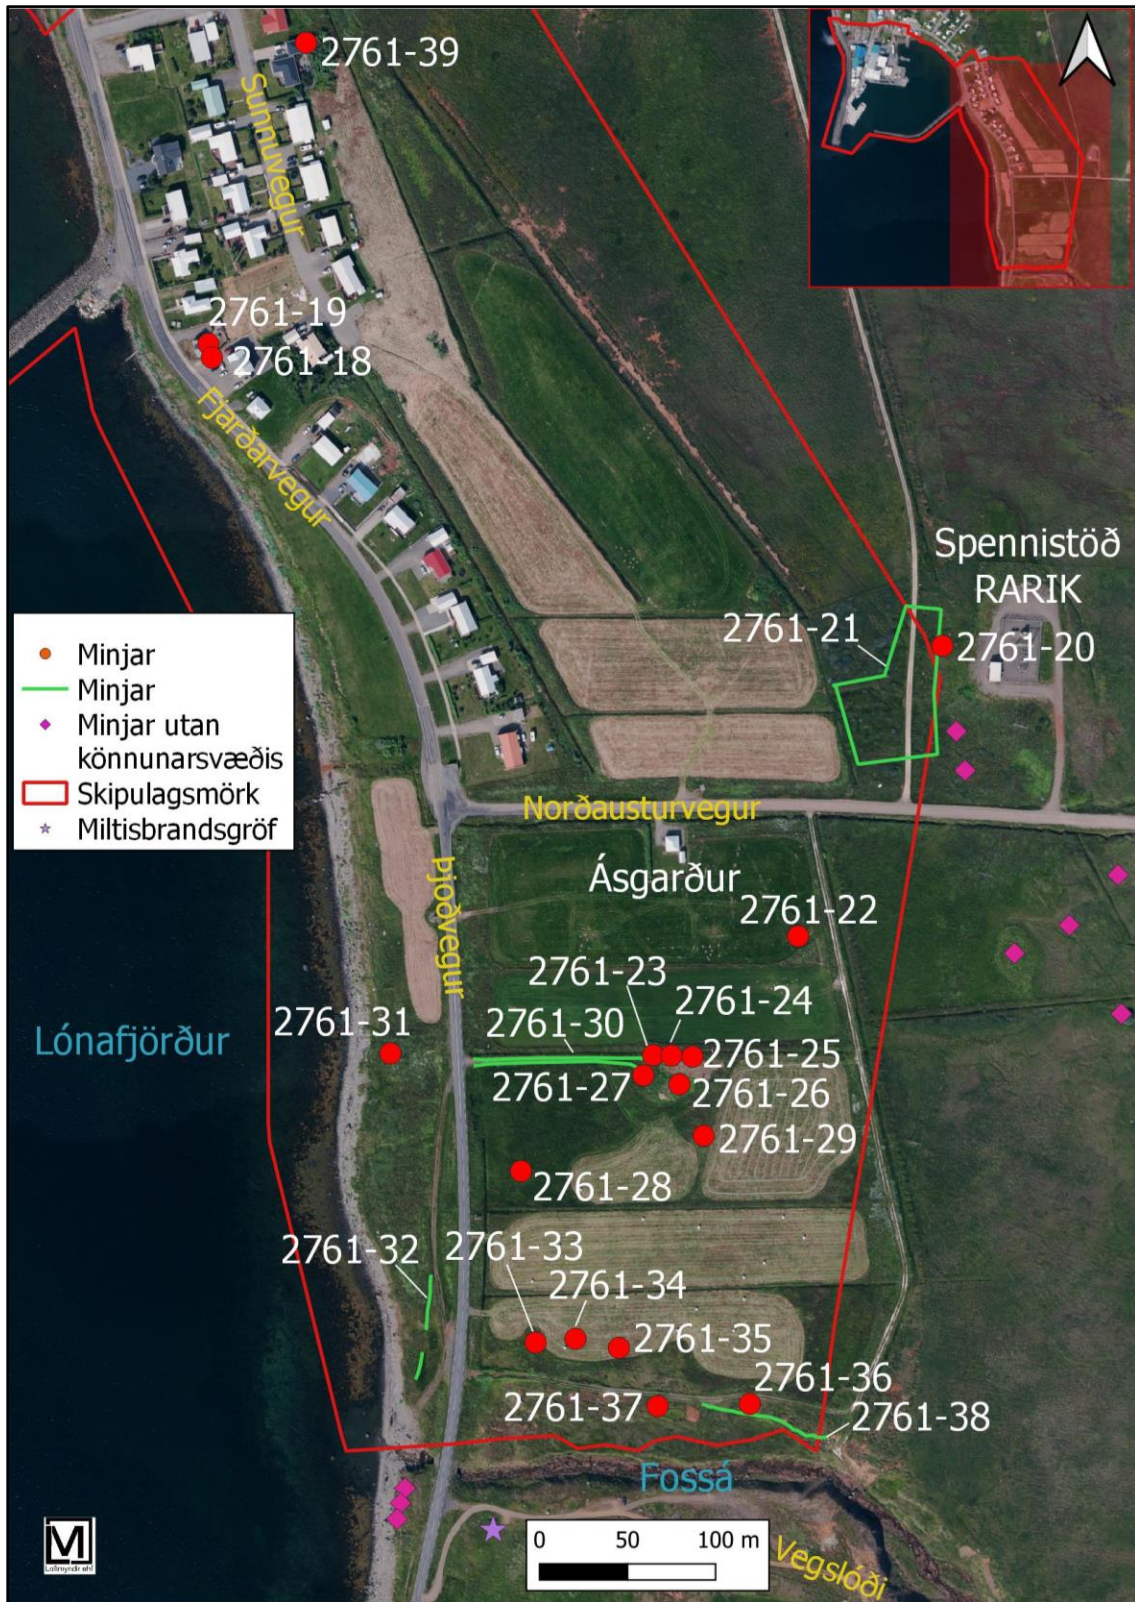 2761-39
Sunnuvegur
2761-19
2761-18
Fjarðarvegur
Spennistöð
RARIK
2761-21
2761-20
Minjar
Minjar
Minjar utan
könnunarsvæðis
Skipulagsmörk
Miltisbrandsgröf
Norðausturvegur
Ásgarður
Þjóðvegur
2761-22
2761-23
2761-24
2761-30
2761-31
2761-25
Lónafjörður
2761-27
2761-26
2761-29
2761-28
2761-32
2761-33
2761-34
2761-35
2761-36
2761-37
2761-38
Fossá
0 50 100 m
Vegslóði
M
Loftmyndir ehf